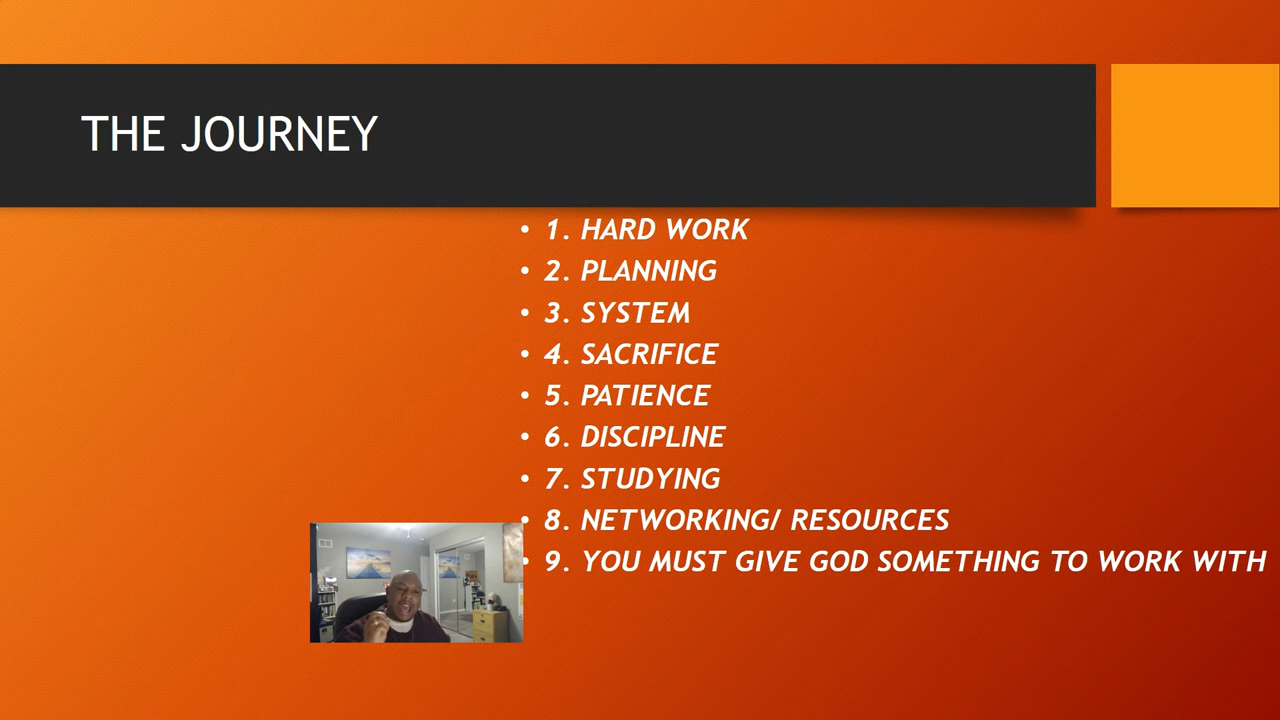 THE JOURNEY
• 1. HARD WORK
• 2. PLANNING
• 3. SYSTEM
• 4. SACRIFICE
• 5. PATIENCE
• 6. DISCIPLINE
• 7. STUDYING
• 8. NETWORKING/ RESOURCES
• 9. YOU MUST GIVE GOD SOMETHING TO WORK WITH